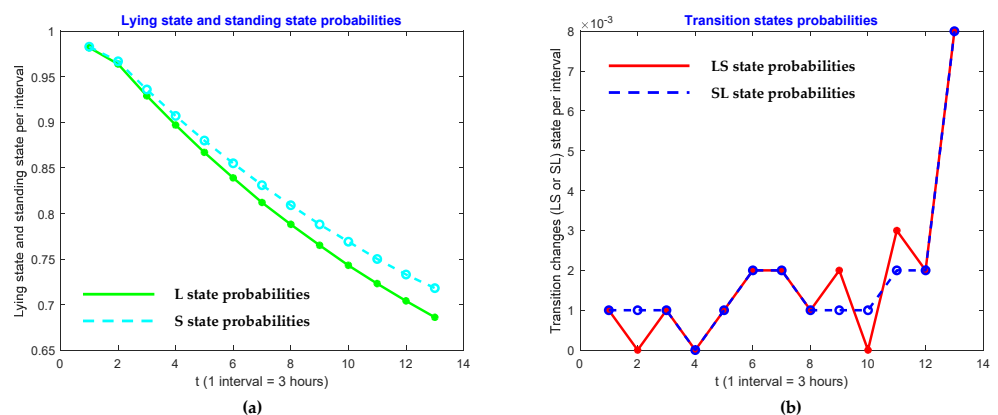 Lying state and standing state probabilities
Lying state and standing state per interval
1
0.95
0.9
0.85
0.8
0.75
0.7
0.65
L state probabilities
S state probabilities
0 2 4 6 8 10 12 14
t (1 interval = 3 hours)
(a)
Transition states probabilities
×10⁻³
Transition changes (LS or SL) state per interval
8
7
6
5
4
3
2
1
0
LS state probabilities
SL state probabilities
0 2 4 6 8 10 12 14
t (1 interval = 3 hours)
(b)